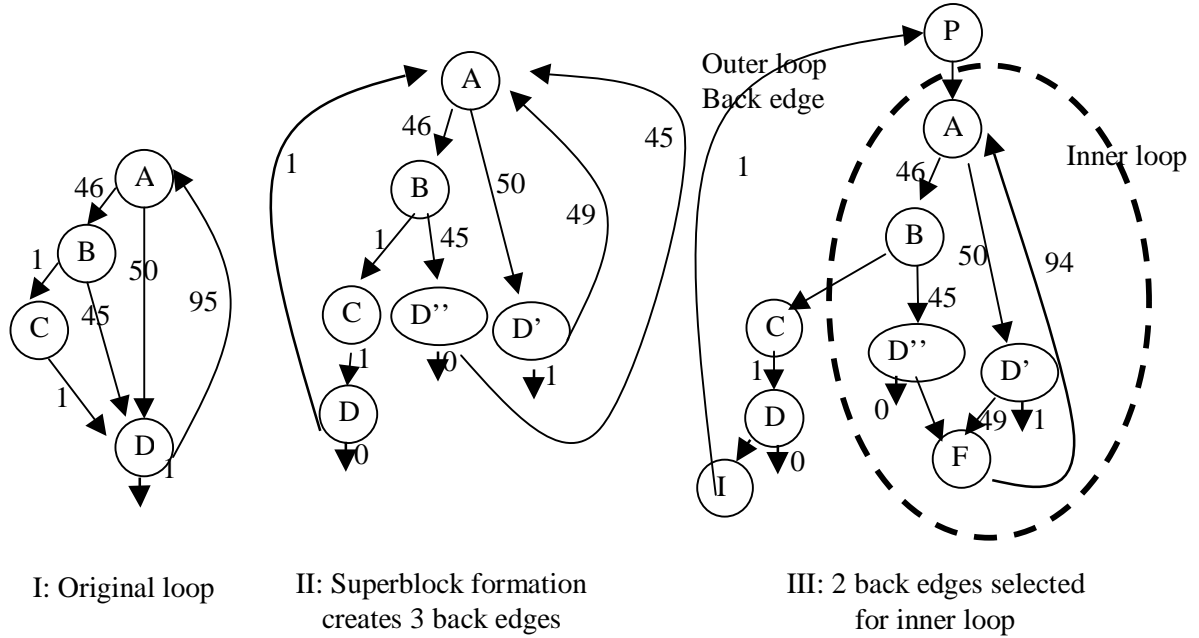 A
46
B
1
50
C
45
95
1
D
1
I: Original loop
A
46
1
45
B
50
49
1
45
C
D’’
D’
1
0
1
D
0
II: Superblock formation
creates 3 back edges
P
Outer loop
Back edge
A
Inner loop
1
46
B
50
94
45
C
D’’
D’
1
0
49
1
D
F
0
I
III: 2 back edges selected
for inner loop